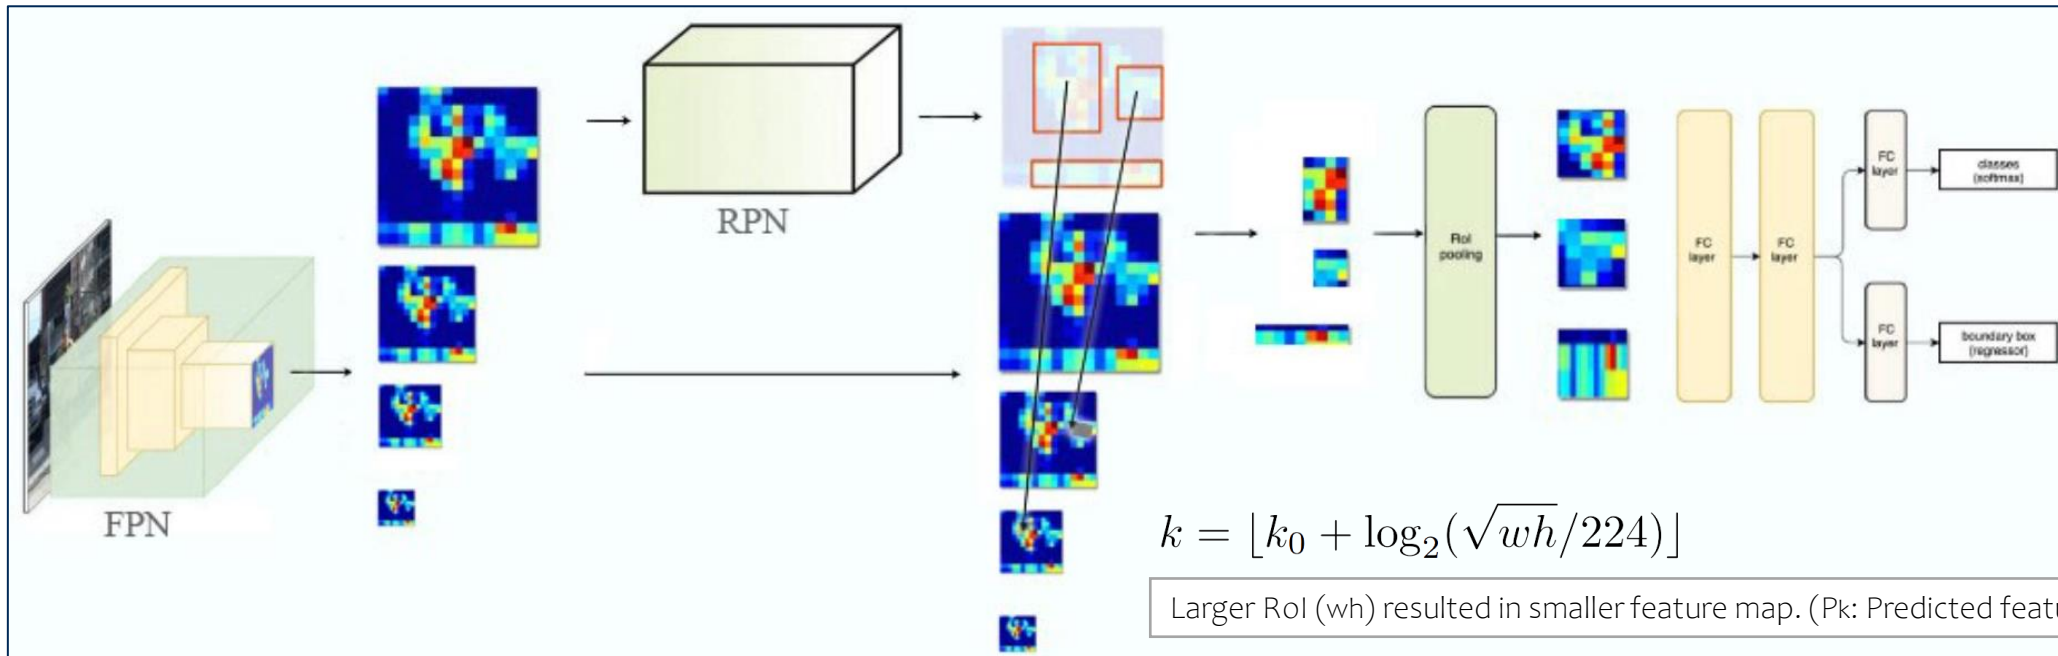 RPN
FPN
RoI
pooling
FC
layer
FC
layer
FC
layer
classes
(softmax)
FC
layer
boundary box
(regressor)
k = ⌊k₀ + log₂(√wh/224)⌋
Larger RoI (wh) resulted in smaller feature map. (Pk: Predicted